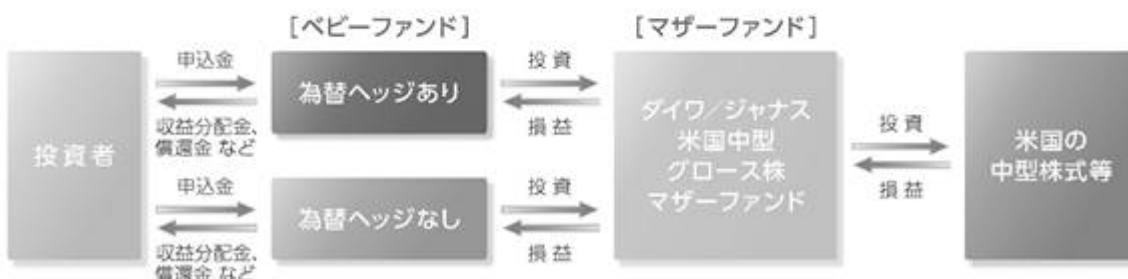 ［ベビーファンド］
［マザーファンド］
投資者
申込金
収益分配金、
償還金 など
申込金
収益分配金、
償還金 など
為替ヘッジあり
為替ヘッジなし
投 資
損 益
投 資
損 益
ダイワ／ジャナス
米国中型
グロース株
マザーファンド
投 資
損 益
米国の
中型株式等